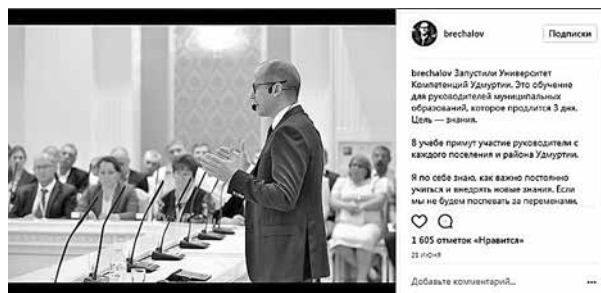 brechalov
Подписки
brechalov Запустили Университет
Компетенций Удмуртии. Это обучение
для руководителей муниципальных
образований, которое продлится 3 дня.
Цель — знания.
В учебе примут участие руководители с
каждого поселения и района Удмуртии.
Я по себе знаю, как важно постоянно
учиться и внедрять новые знания. Если
мы не будем поспевать за переменами,
1 605 отметок «Нравится»
28 ИЮНЯ
Добавьте комментарий...